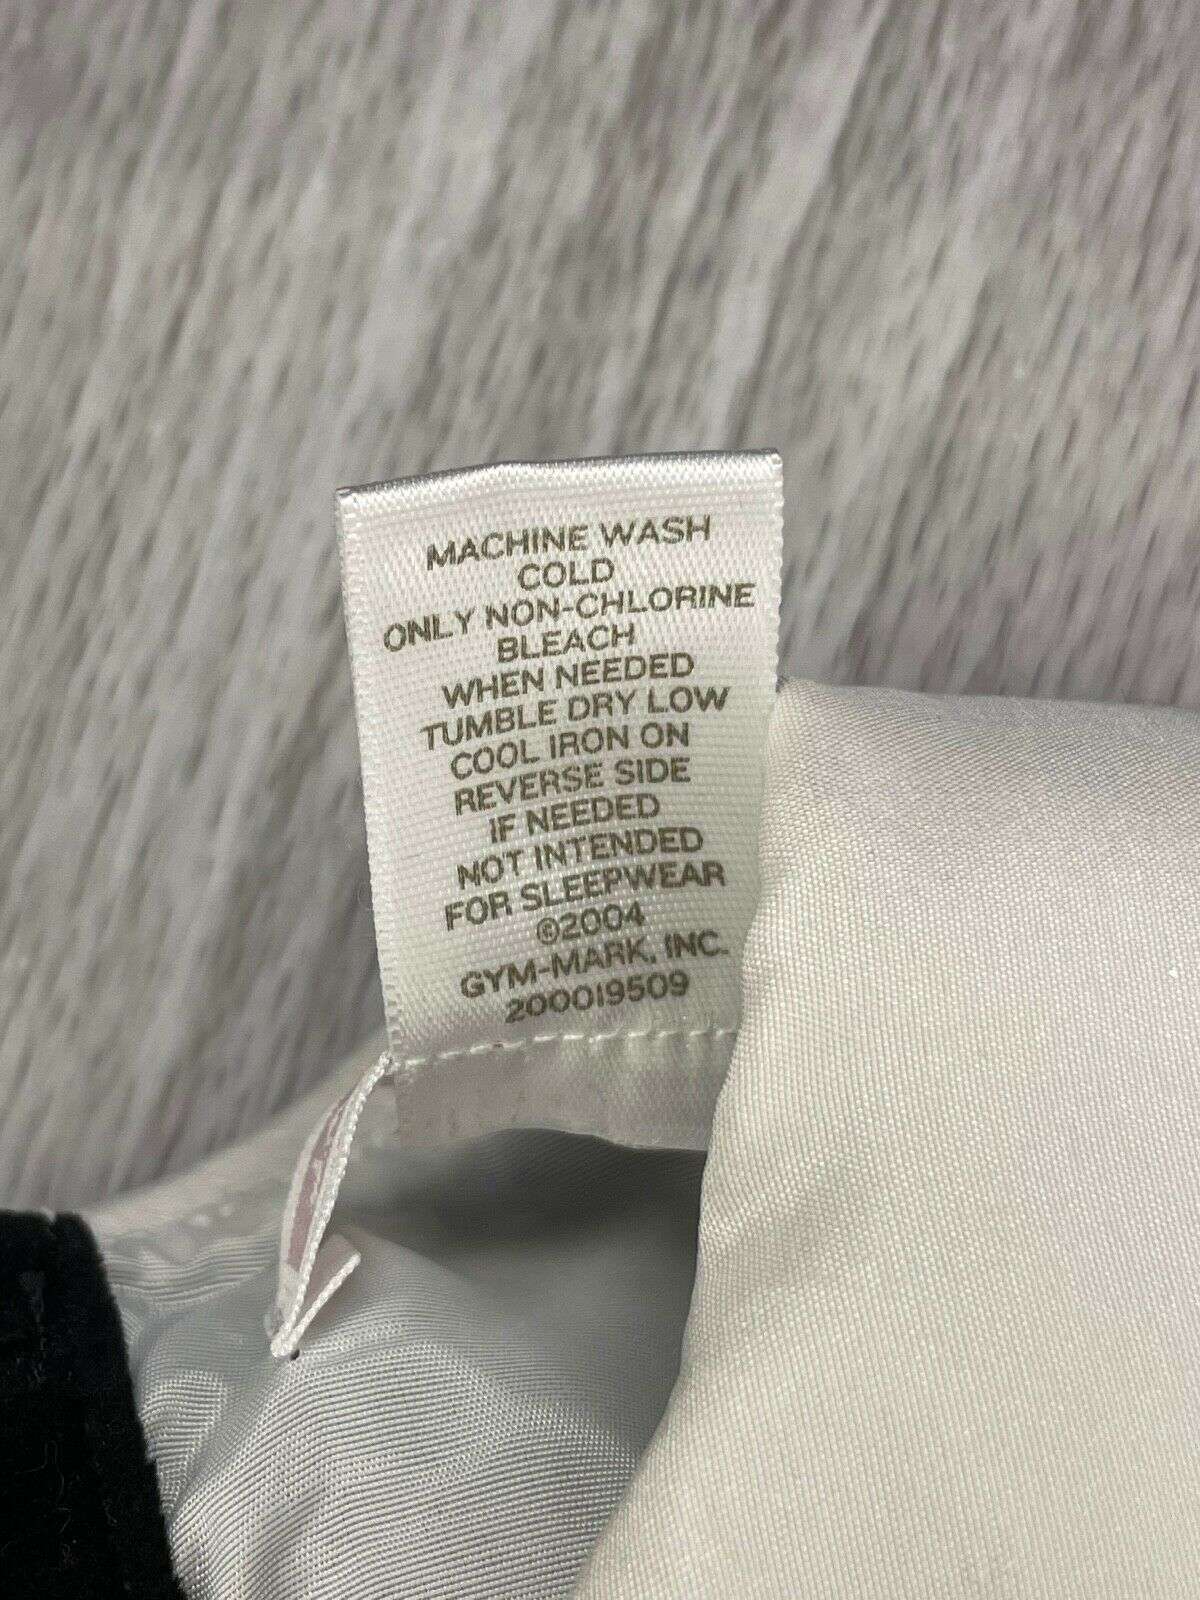 MACHINE WASH
COLD
ONLY NON-CHLORINE
BLEACH
WHEN NEEDED
TUMBLE DRY LOW
COOL IRON ON
REVERSE SIDE
IF NEEDED
NOT INTENDED
FOR SLEEPWEAR
©2004
GYM-MARK, INC.
200019509